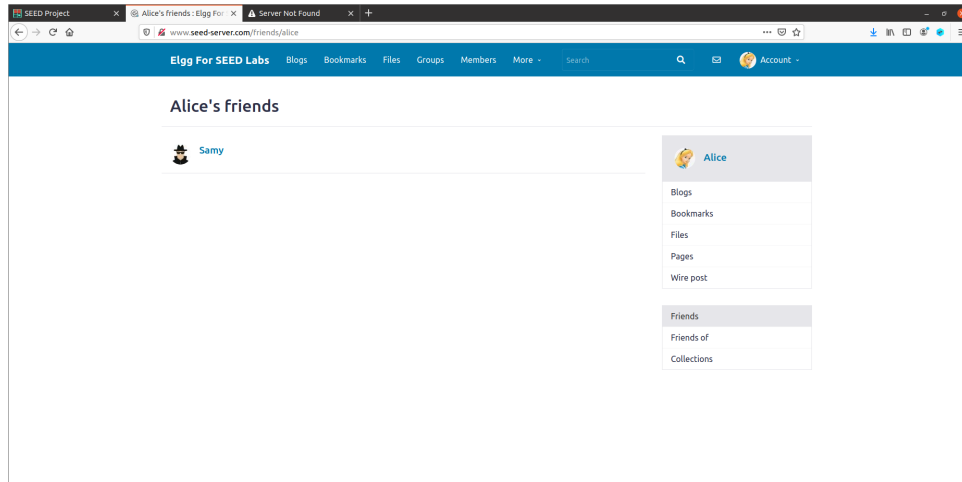 SEED Project
Alice's friends : Elgg For
Server Not Found
www.seed-server.com/friends/alice
Elgg For SEED Labs Blogs Bookmarks Files Groups Members More Search Account
Alice's friends
Samy
Alice
Blogs
Bookmarks
Files
Pages
Wire post
Friends
Friends of
Collections